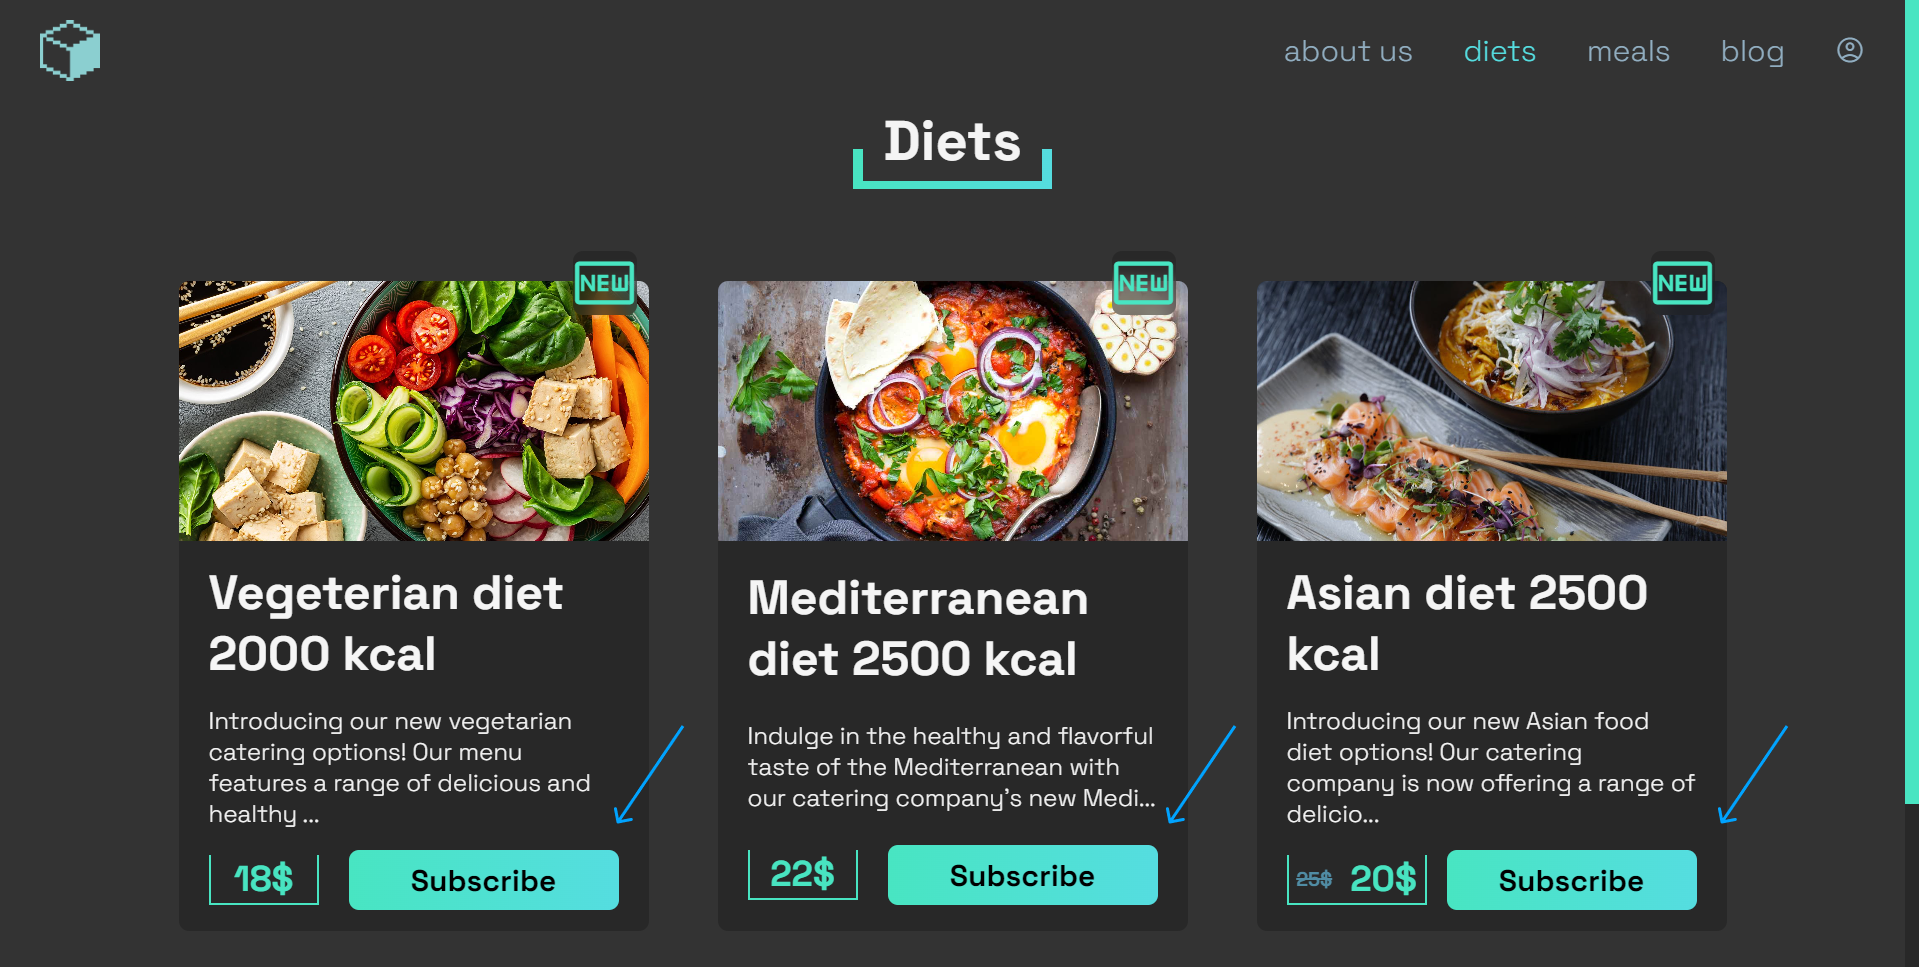 about us diets meals blog
Diets
NEW
Vegeterian diet
2000 kcal
Introducing our new vegetarian
catering options! Our menu
features a range of delicious and
healthy ...
18$ Subscribe
NEW
Mediterranean
diet 2500 kcal
Indulge in the healthy and flavorful
taste of the Mediterranean with
our catering company's new Medi...
22$ Subscribe
NEW
Asian diet 2500
kcal
Introducing our new Asian food
diet options! Our catering
company is now offering a range of
delicio...
25$ 20$ Subscribe